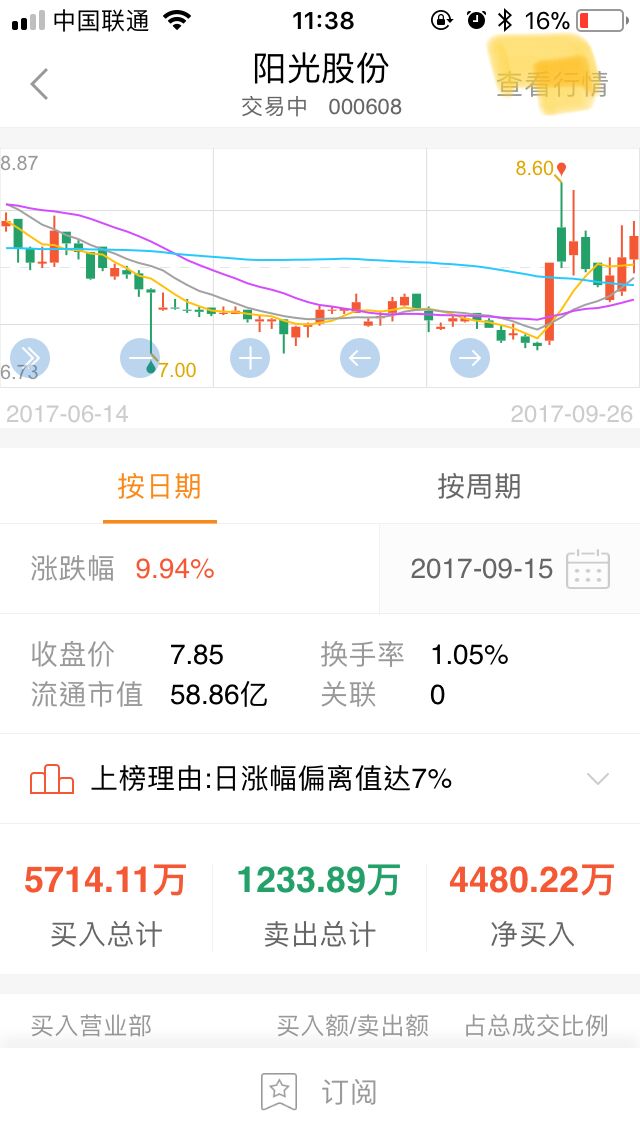 中国联通 11:38 16%
阳光股份
交易中 000608
查看行情
8.87
8.60
6.73
7.00
2017-06-14 2017-09-26
按日期 按周期
涨跌幅 9.94% 2017-09-15
收盘价 7.85 换手率 1.05%
流通市值 58.86亿 关联 0
上榜理由:日涨幅偏离值达7%
5714.11万 1233.89万 4480.22万
买入总计 卖出总计 净买入
买入营业部 买入额/卖出额 占总成交比例
订阅